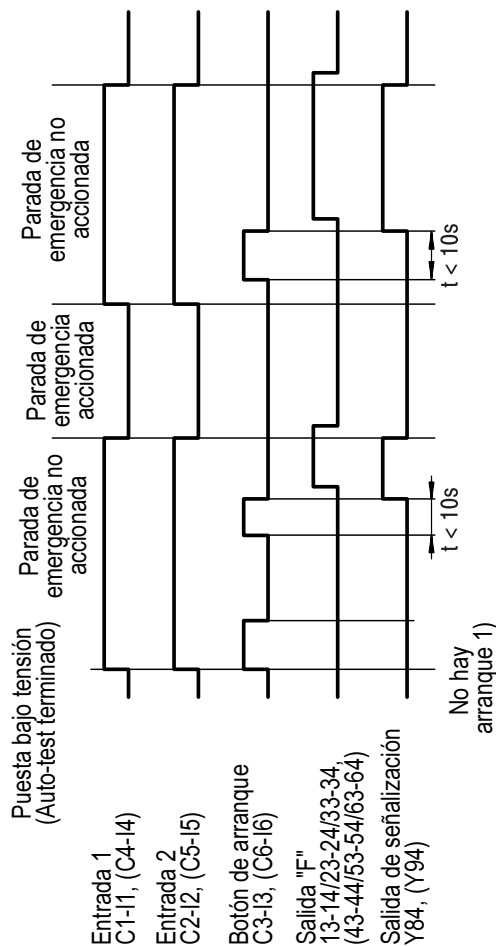 Puesta bajo tensión
(Auto-test terminado)
Parada de
emergencia no
accionada
Parada de
emergencia
accionada
Parada de
emergencia no
accionada
Entrada 1
C1-I1, (C4-I4)
Entrada 2
C2-I2, (C5-I5)
Botón de arranque
C3-I3, (C6-I6)
Salida "F"
13-14/23-24/33-34,
(43-44/53-54/63-64)
Salida de señalización
Y84, (Y94)
No hay
arranque 1)
t < 10s
t < 10s